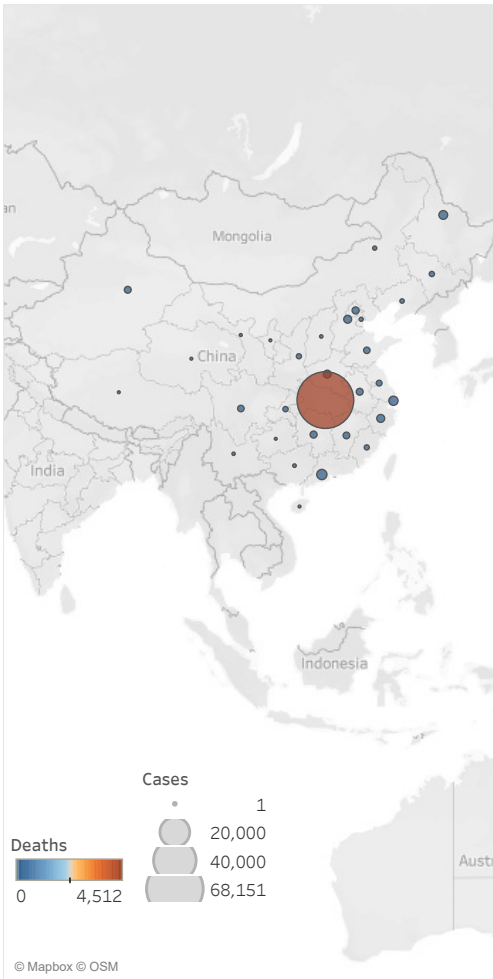 an
Mongolia
China
India
Indonesia
Cases
1
20,000
40,000
68,151
Deaths
0 4,512
Austr
© Mapbox © OSM